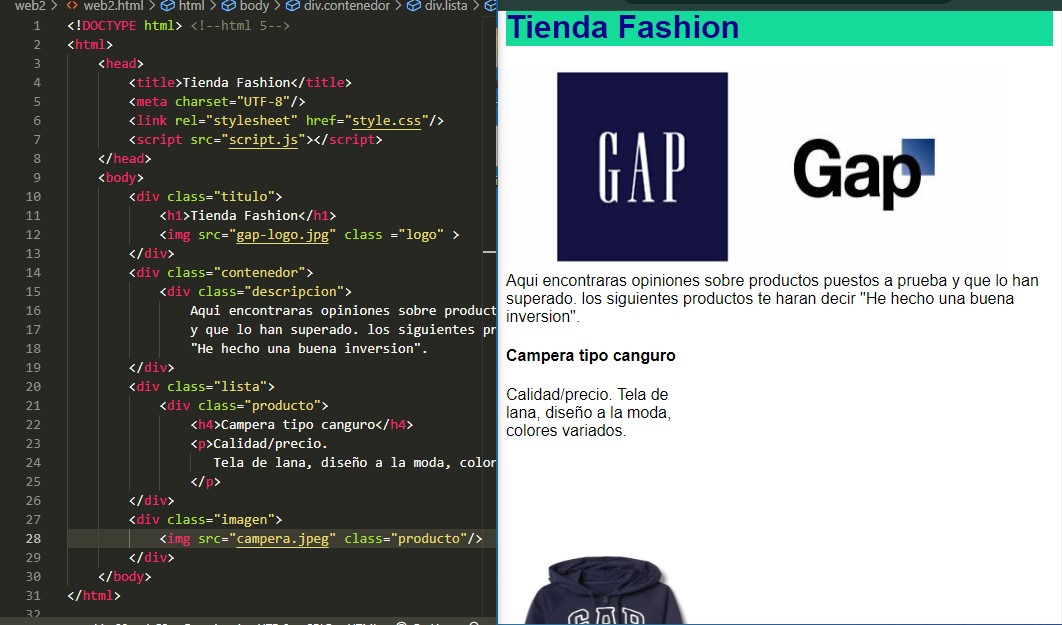 web2 > web2.html > html > body > div.contenedor > div.lista >
1 <!DOCTYPE html> <!--html 5-->
2 <html>
3 <head>
4 <title>Tienda Fashion</title>
5 <meta charset="UTF-8"/>
6 <link rel="stylesheet" href="style.css"/>
7 <script src="script.js"></script>
8 </head>
9 <body>
10 <div class="titulo">
11 <h1>Tienda Fashion</h1>
12 <img src="gap-logo.jpg" class ="logo" >
13 </div>
14 <div class="contenedor">
15 <div class="descripcion">
16 Aqui encontraras opiniones sobre product
17 y que lo han superado. los siguientes pr
18 "He hecho una buena inversion".
19 </div>
20 <div class="lista">
21 <div class="producto">
22 <h4>Campera tipo canguro</h4>
23 <p>Calidad/precio.
24 Tela de lana, diseño a la moda, color
25 </p>
26 </div>
27 <div class="imagen">
28 <img src="campera.jpeg" class="producto"/>
29 </div>
30 </body>
31 </html>
32
Tienda Fashion
GAP
Gap
Aqui encontraras opiniones sobre productos puestos a prueba y que lo han
superado. los siguientes productos te haran decir "He hecho una buena
inversion".
Campera tipo canguro
Calidad/precio. Tela de
lana, diseño a la moda,
colores variados.
GAP